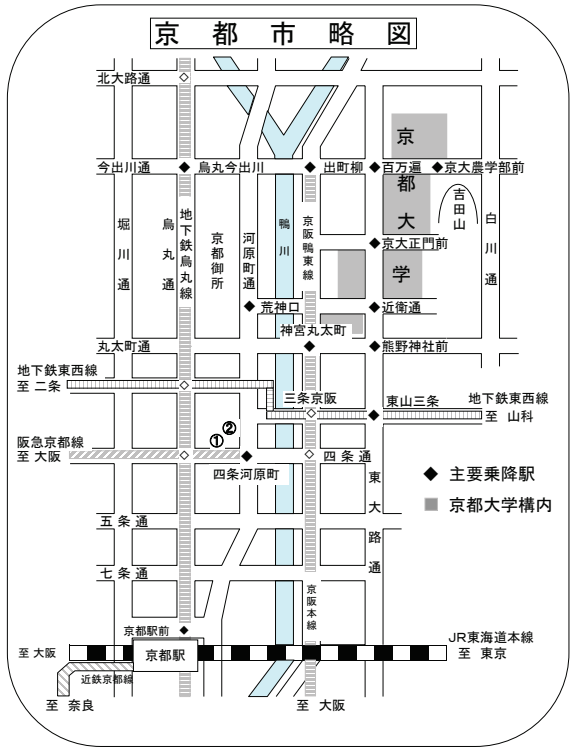 京都市略図
北大路通
今出川通
烏丸今出川
出町柳
百万遍
京大農学部前
京都大学
吉田山
白川通
堀川通
烏丸通
地下鉄烏丸線
京都御所
河原町通
鴨川
京阪鴨東線
京大正門前
荒神口
近衛通
神宮丸太町
丸太町通
熊野神社前
地下鉄東西線
至 二条
三条京阪
東山三条
地下鉄東西線
至 山科
阪急京都線
至 大阪
①
②
四条通
四条河原町
東大路通
主要乗降駅
京都大学構内
五条通
七条通
京阪本線
京都駅前
JR東海道本線
至 大阪
京都駅
至 東京
近鉄京都線
至 奈良
至 大阪